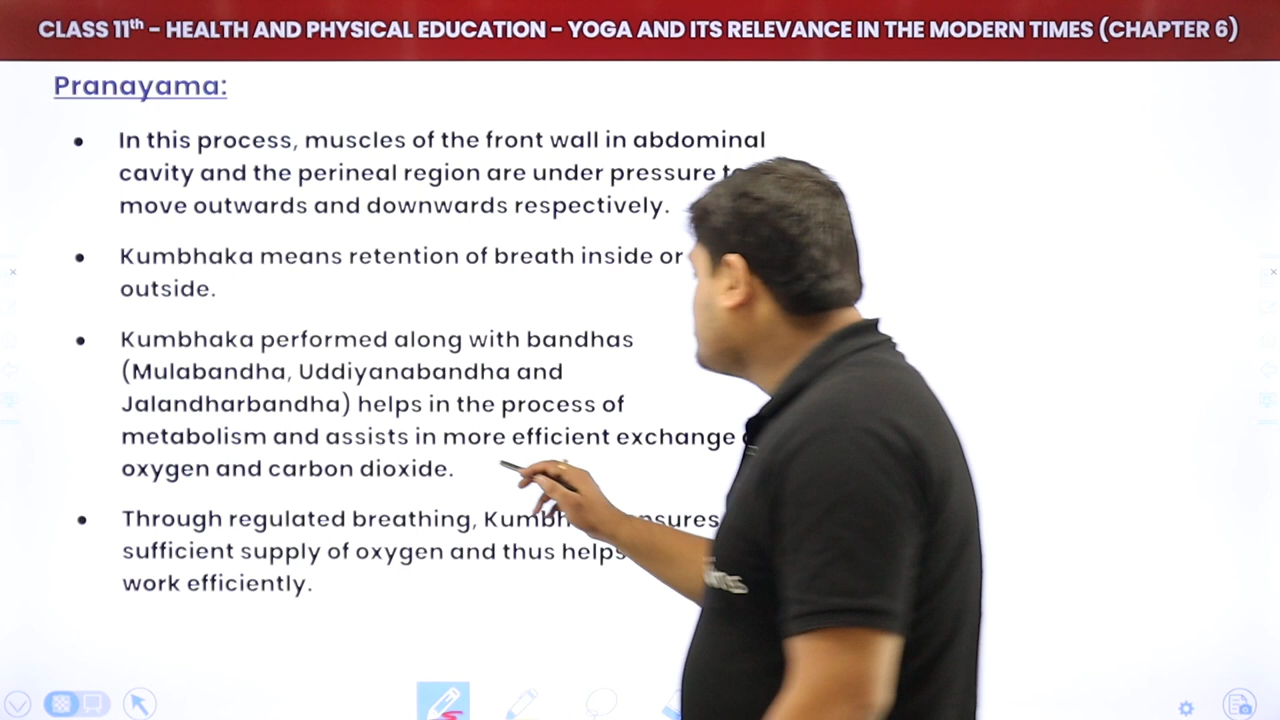 CLASS 11th – HEALTH AND PHYSICAL EDUCATION – YOGA AND ITS RELEVANCE IN THE MODERN TIMES (CHAPTER 6)
Pranayama:
• In this process, muscles of the front wall in abdominal
cavity and the perineal region are under pressure
move outwards and downwards respectively.
• Kumbhaka means retention of breath inside or
outside.
• Kumbhaka performed along with bandhas
(Mulabandha, Uddiyanabandha and
Jalandharbandha) helps in the process of
metabolism and assists in more efficient exchange
oxygen and carbon dioxide.
• Through regulated breathing,
sufficient supply of oxygen and thus helps
work efficiently.